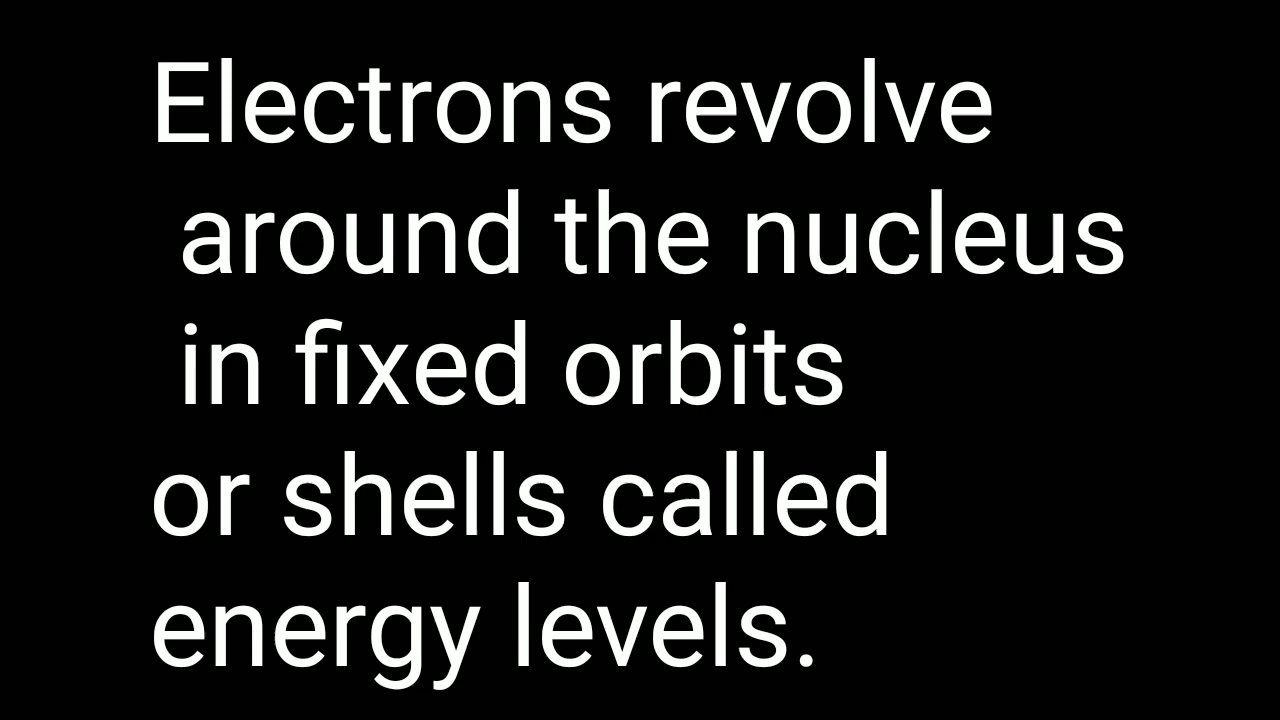 Electrons revolve
around the nucleus
in fixed orbits
or shells called
energy levels.